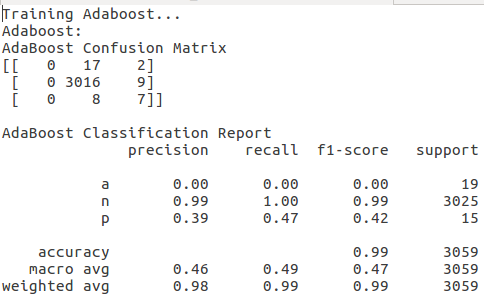 Training Adaboost...
Adaboost:
AdaBoost Confusion Matrix
[[   0   17    2]
 [   0 3016    9]
 [   0    8    7]]
AdaBoost Classification Report
              precision    recall  f1-score   support
           a       0.00      0.00      0.00        19
           n       0.99      1.00      0.99      3025
           p       0.39      0.47      0.42        15
    accuracy                           0.99      3059
   macro avg       0.46      0.49      0.47      3059
weighted avg       0.98      0.99      0.99      3059